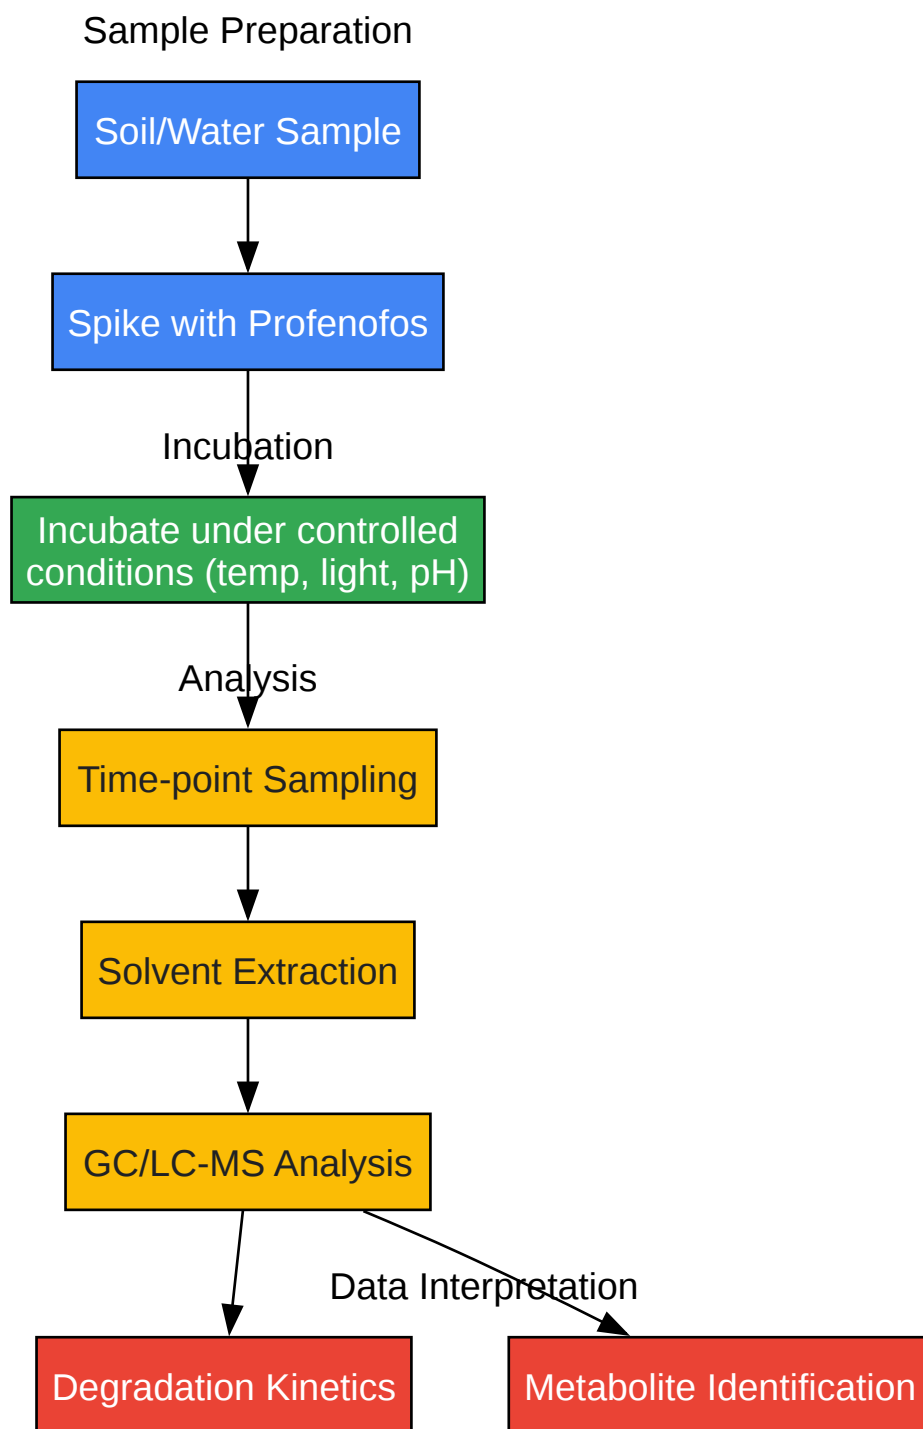 Sample Preparation
Soil/Water Sample
Spike with Profenofos
Incubation
Incubate under controlled
conditions (temp, light, pH)
Analysis
Time-point Sampling
Solvent Extraction
GC/LC-MS Analysis
Data Interpretation
Degradation Kinetics
Metabolite Identification